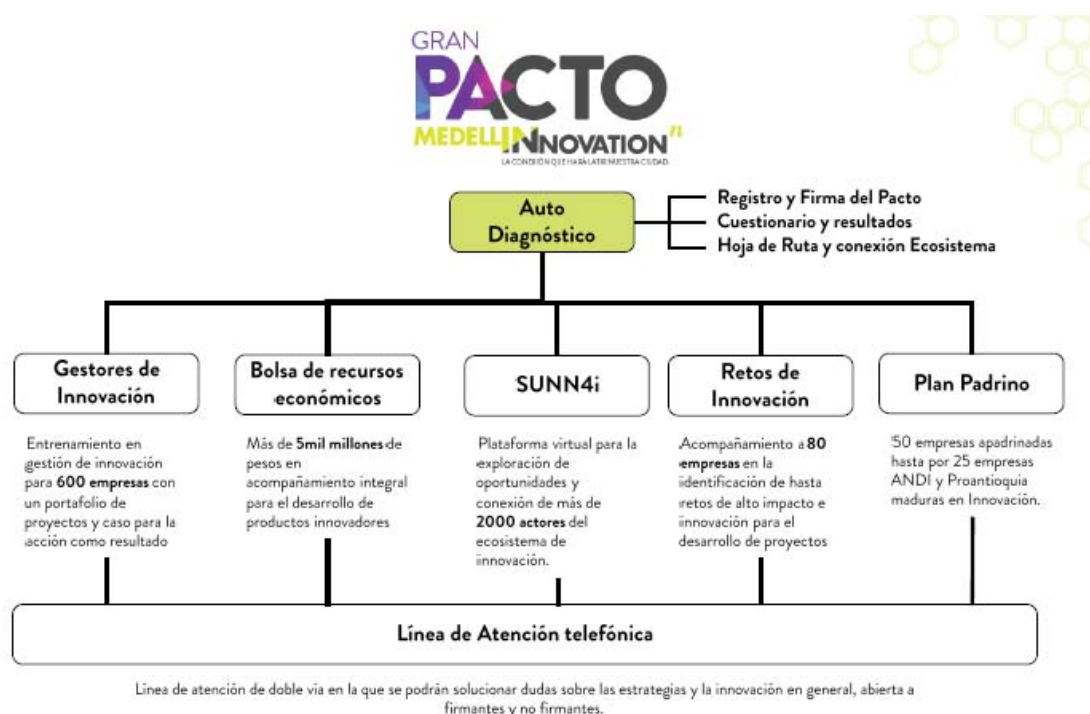 GRAN
PACTO
MEDELLINNOVATION n
LA CONDICIÓN QUE HARÁ LATIR NUESTRA CIUDAD.
Auto
Diagnóstico
Registro y Firma del Pacto
Cuestionario y resultados
Hoja de Ruta y conexión Ecosistema
Gestores de
Innovación
Entrenamiento en
gestión de innovación
para 600 empresas con
un portafolio de
proyectos y caso para la
acción como resultado
Bolsa de recursos
económicos
Más de 5mil millones de
pesos en
acompañamiento integral
para el desarrollo de
productos innovadores
SUNN4i
Plataforma virtual para la
exploración de
oportunidades y
conexión de más de
2000 actores del
ecosistema de
innovación.
Retos de
Innovación
Acompañamiento a 80
empresas en la
identificación de hasta
retos de alto impacto e
innovación para el
desarrollo de proyectos
Plan Padrino
50 empresas apadrinadas
hasta por 25 empresas
ANDI y Proantioquia
maduras en Innovación.
Línea de Atención telefónica
Línea de atención de doble vía en la que se podrán solucionar dudas sobre las estrategias y la innovación en general, abierta a
firmantes y no firmantes.